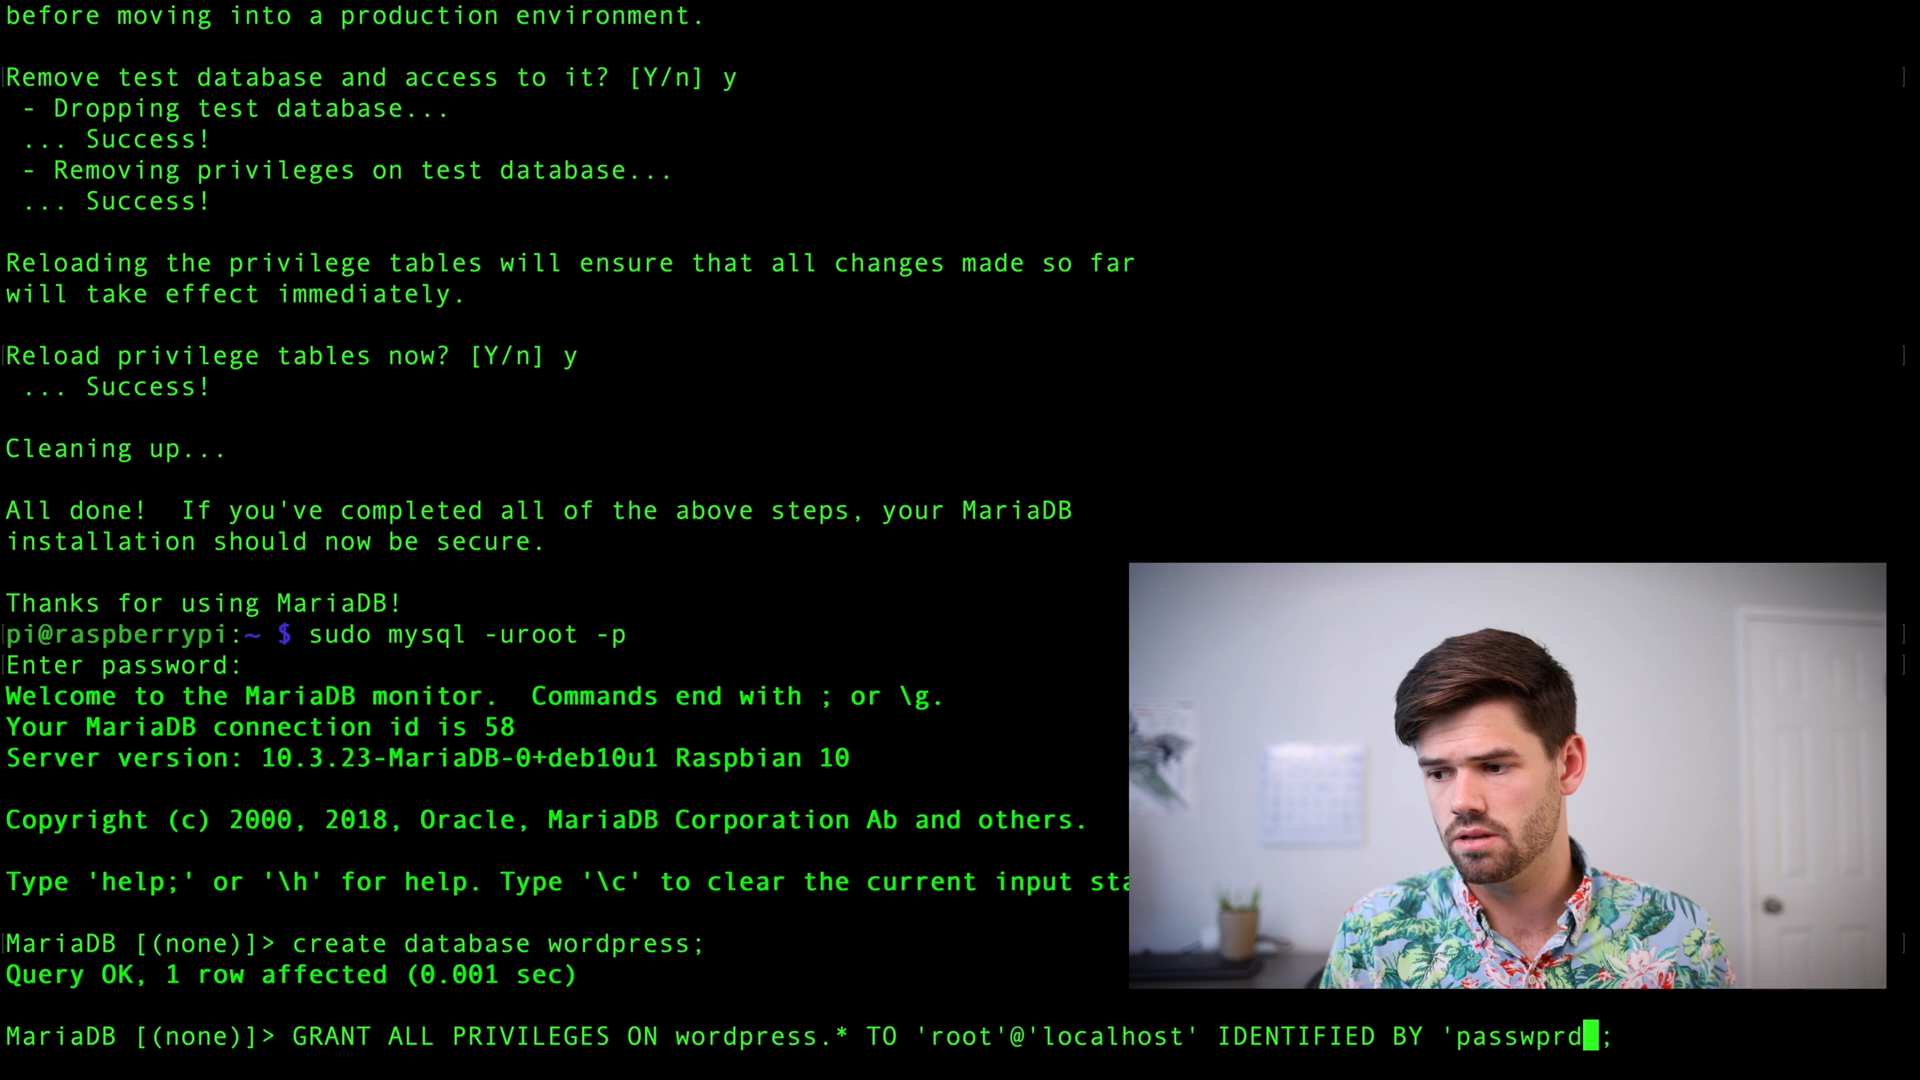 before moving into a production environment.
Remove test database and access to it? [Y/n] y
- Dropping test database...
... Success!
- Removing privileges on test database...
... Success!
Reloading the privilege tables will ensure that all changes made so far
will take effect immediately.
Reload privilege tables now? [Y/n] y
... Success!
Cleaning up...
All done!  If you've completed all of the above steps, your MariaDB
installation should now be secure.
Thanks for using MariaDB!
pi@raspberrypi:~ $ sudo mysql -uroot -p
Enter password:
Welcome to the MariaDB monitor.  Commands end with ; or \g.
Your MariaDB connection id is 58
Server version: 10.3.23-MariaDB-0+deb10u1 Raspbian 10
Copyright (c) 2000, 2018, Oracle, MariaDB Corporation Ab and others.
Type 'help;' or '\h' for help. Type '\c' to clear the current input sta
MariaDB [(none)]> create database wordpress;
Query OK, 1 row affected (0.001 sec)
MariaDB [(none)]> GRANT ALL PRIVILEGES ON wordpress.* TO 'root'@'localhost' IDENTIFIED BY 'passwprd ;